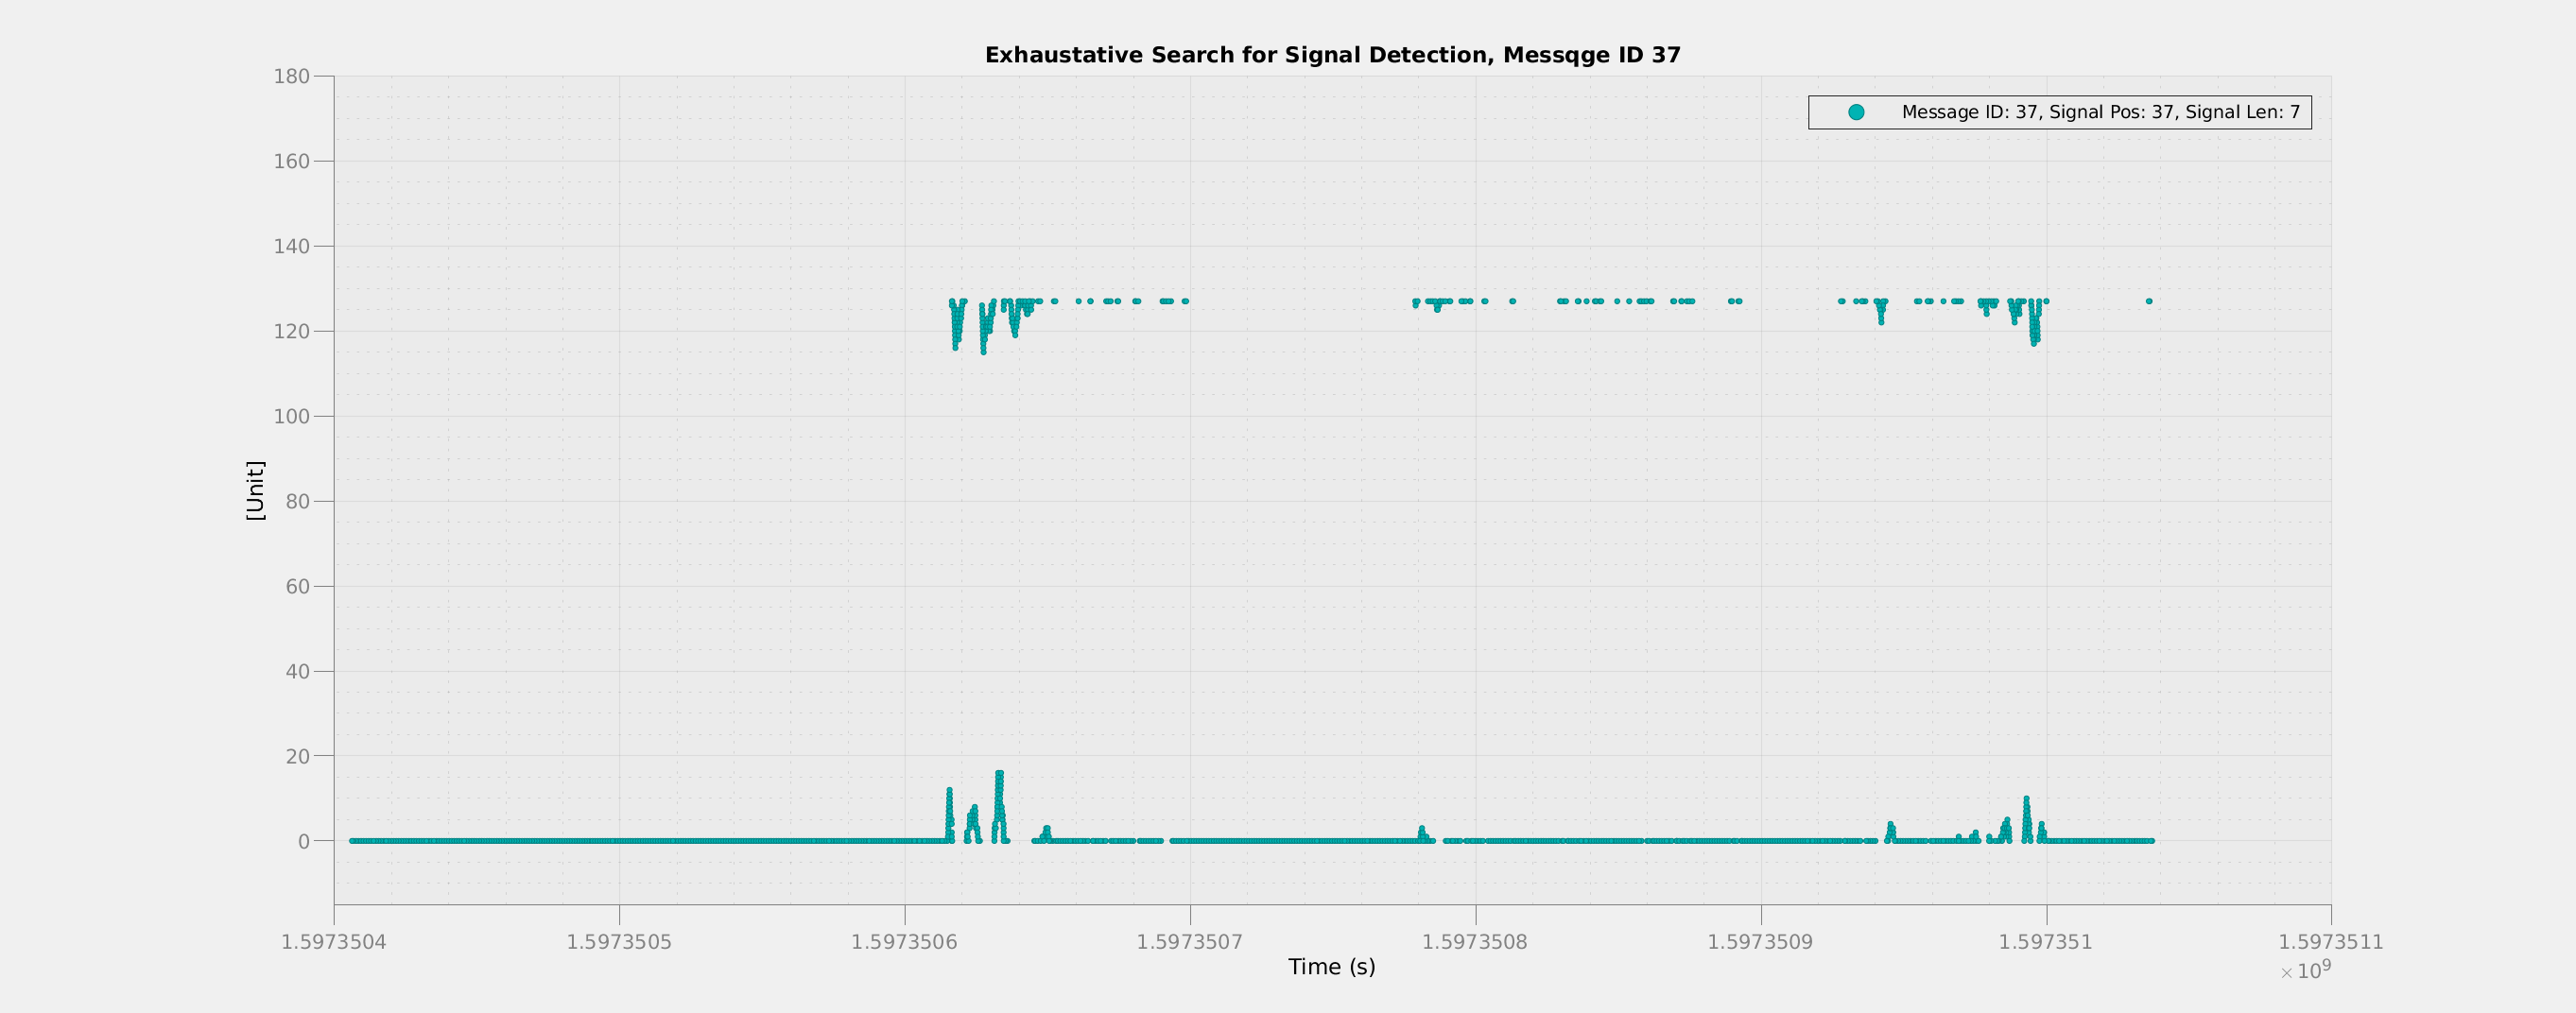 Exhaustative Search for Signal Detection, Messqge ID 37
Message ID: 37, Signal Pos: 37, Signal Len: 7
180
160
140
120
100
80
60
40
20
0
[Unit]
1.5973504 1.5973505 1.5973506 1.5973507 1.5973508 1.5973509 1.597351 1.5973511
Time (s)
× 10⁹